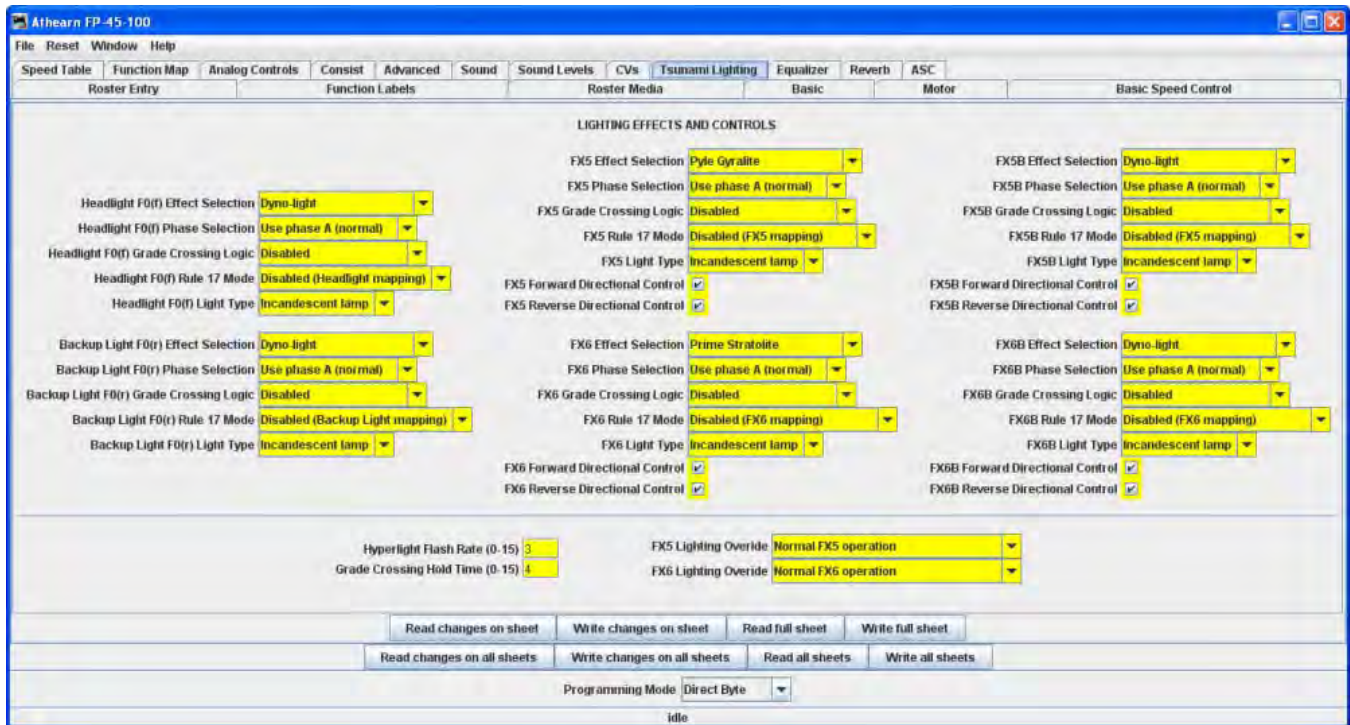 Athearn FP-45-100
File Reset Window Help
Speed Table Function Map Analog Controls Consist Advanced Sound Sound Levels CVs Tsunami Lighting Equalizer Reverb ASC
Roster Entry Function Labels Roster Media Basic Motor Basic Speed Control
LIGHTING EFFECTS AND CONTROLS
Headlight F0(f) Effect Selection Dyno-light
Headlight F0(f) Phase Selection Use phase A (normal)
Headlight F0(f) Grade Crossing Logic Disabled
Headlight F0(f) Rule 17 Mode Disabled (Headlight mapping)
Headlight F0(f) Light Type Incandescent lamp
FX5 Effect Selection Pyle Gyralite
FX5 Phase Selection Use phase A (normal)
FX5 Grade Crossing Logic Disabled
FX5 Rule 17 Mode Disabled (FX5 mapping)
FX5 Light Type Incandescent lamp
FX5 Forward Directional Control
FX5 Reverse Directional Control
FX5B Effect Selection Dyno-light
FX5B Phase Selection Use phase A (normal)
FX5B Grade Crossing Logic Disabled
FX5B Rule 17 Mode Disabled (FX5 mapping)
FX5B Light Type Incandescent lamp
FX5B Forward Directional Control
FX5B Reverse Directional Control
Backup Light F0(r) Effect Selection Dyno-light
Backup Light F0(r) Phase Selection Use phase A (normal)
Backup Light F0(r) Grade Crossing Logic Disabled
Backup Light F0(r) Rule 17 Mode Disabled (Backup Light mapping)
Backup Light F0(r) Light Type Incandescent lamp
FX6 Effect Selection Prime Stratolite
FX6 Phase Selection Use phase A (normal)
FX6 Grade Crossing Logic Disabled
FX6 Rule 17 Mode Disabled (FX6 mapping)
FX6 Light Type Incandescent lamp
FX6 Forward Directional Control
FX6 Reverse Directional Control
FX6B Effect Selection Dyno-light
FX6B Phase Selection Use phase A (normal)
FX6B Grade Crossing Logic Disabled
FX6B Rule 17 Mode Disabled (FX6 mapping)
FX6B Light Type Incandescent lamp
FX6B Forward Directional Control
FX6B Reverse Directional Control
Hyperlight Flash Rate (0-15) 3
Grade Crossing Hold Time (0-15) 4
FX5 Lighting Overide Normal FX5 operation
FX6 Lighting Overide Normal FX6 operation
Read changes on sheet Write changes on sheet Read full sheet Write full sheet
Read changes on all sheets Write changes on all sheets Read all sheets Write all sheets
Programming Mode Direct Byte
idle